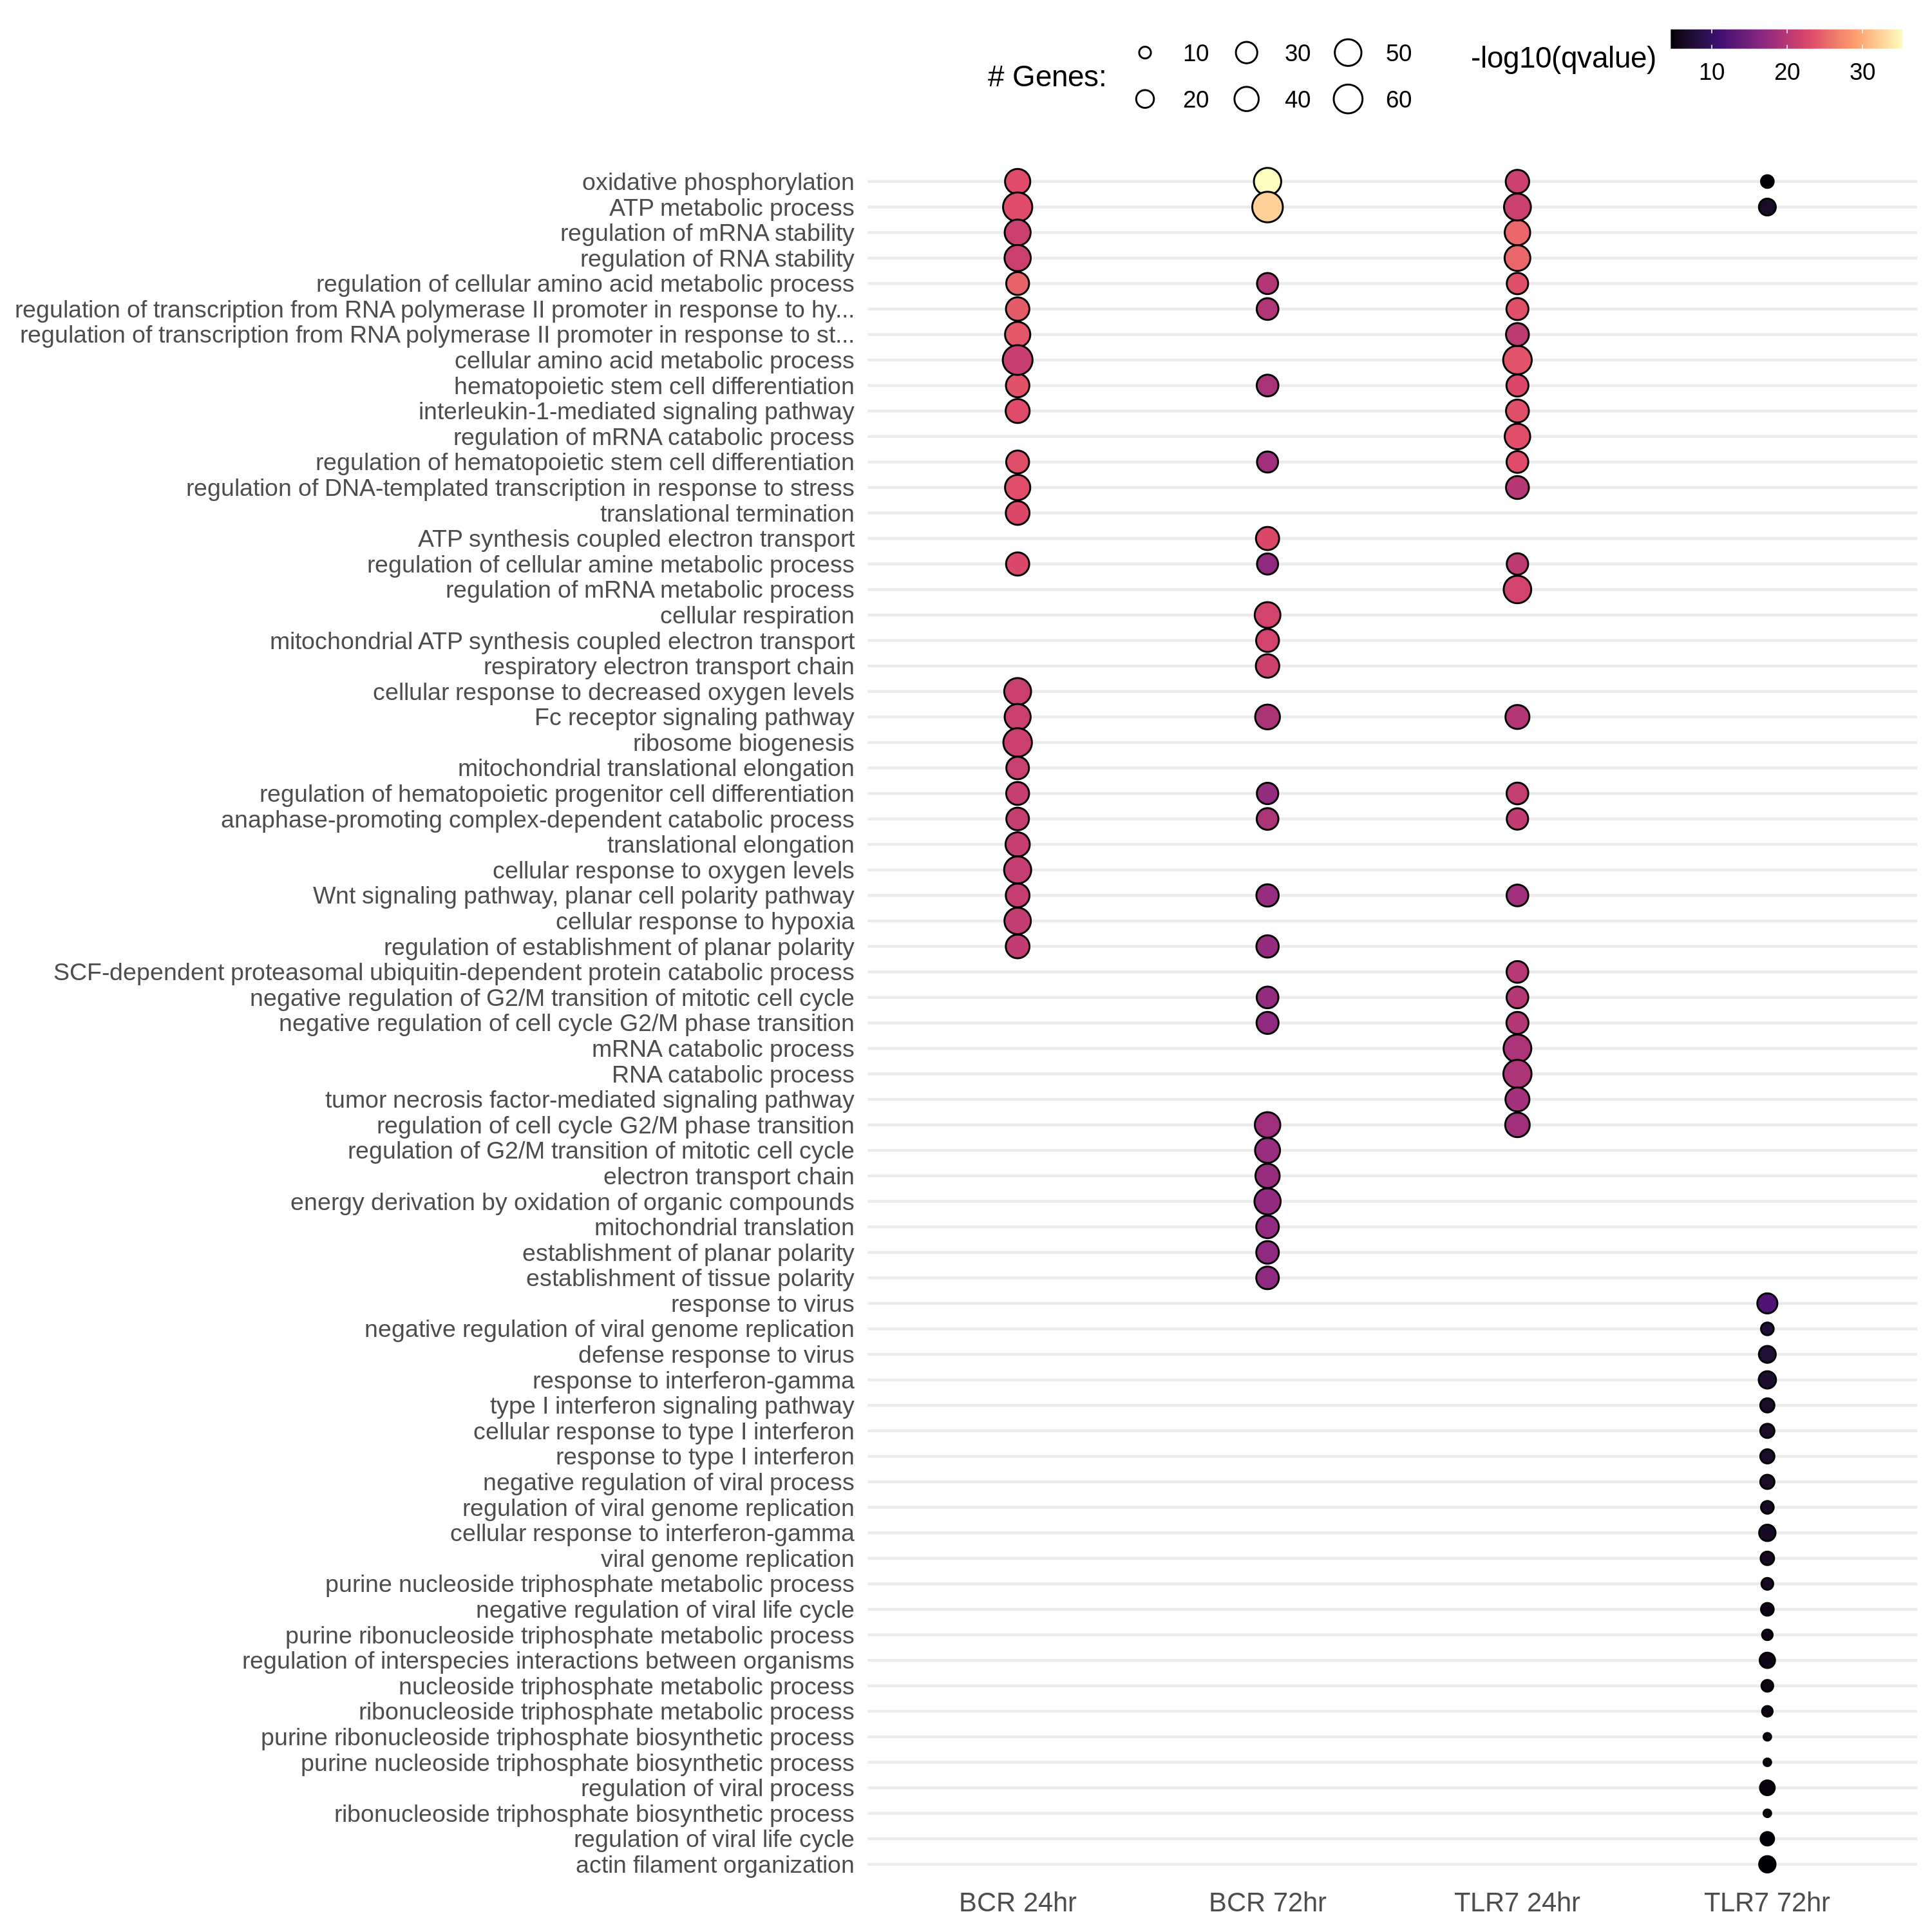 # Genes:
10 30 50
20 40 60
-log10(qvalue)
10 20 30
oxidative phosphorylation
ATP metabolic process
regulation of mRNA stability
regulation of RNA stability
regulation of cellular amino acid metabolic process
regulation of transcription from RNA polymerase II promoter in response to hy...
regulation of transcription from RNA polymerase II promoter in response to st...
cellular amino acid metabolic process
hematopoietic stem cell differentiation
interleukin-1-mediated signaling pathway
regulation of mRNA catabolic process
regulation of hematopoietic stem cell differentiation
regulation of DNA-templated transcription in response to stress
translational termination
ATP synthesis coupled electron transport
regulation of cellular amine metabolic process
regulation of mRNA metabolic process
cellular respiration
mitochondrial ATP synthesis coupled electron transport
respiratory electron transport chain
cellular response to decreased oxygen levels
Fc receptor signaling pathway
ribosome biogenesis
mitochondrial translational elongation
regulation of hematopoietic progenitor cell differentiation
anaphase-promoting complex-dependent catabolic process
translational elongation
cellular response to oxygen levels
Wnt signaling pathway, planar cell polarity pathway
cellular response to hypoxia
regulation of establishment of planar polarity
SCF-dependent proteasomal ubiquitin-dependent protein catabolic process
negative regulation of G2/M transition of mitotic cell cycle
negative regulation of cell cycle G2/M phase transition
mRNA catabolic process
RNA catabolic process
tumor necrosis factor-mediated signaling pathway
regulation of cell cycle G2/M phase transition
regulation of G2/M transition of mitotic cell cycle
electron transport chain
energy derivation by oxidation of organic compounds
mitochondrial translation
establishment of planar polarity
establishment of tissue polarity
response to virus
negative regulation of viral genome replication
defense response to virus
response to interferon-gamma
type I interferon signaling pathway
cellular response to type I interferon
response to type I interferon
negative regulation of viral process
regulation of viral genome replication
cellular response to interferon-gamma
viral genome replication
purine nucleoside triphosphate metabolic process
negative regulation of viral life cycle
purine ribonucleoside triphosphate metabolic process
regulation of interspecies interactions between organisms
nucleoside triphosphate metabolic process
ribonucleoside triphosphate metabolic process
purine ribonucleoside triphosphate biosynthetic process
purine nucleoside triphosphate biosynthetic process
regulation of viral process
ribonucleoside triphosphate biosynthetic process
regulation of viral life cycle
actin filament organization
BCR 24hr BCR 72hr TLR7 24hr TLR7 72hr